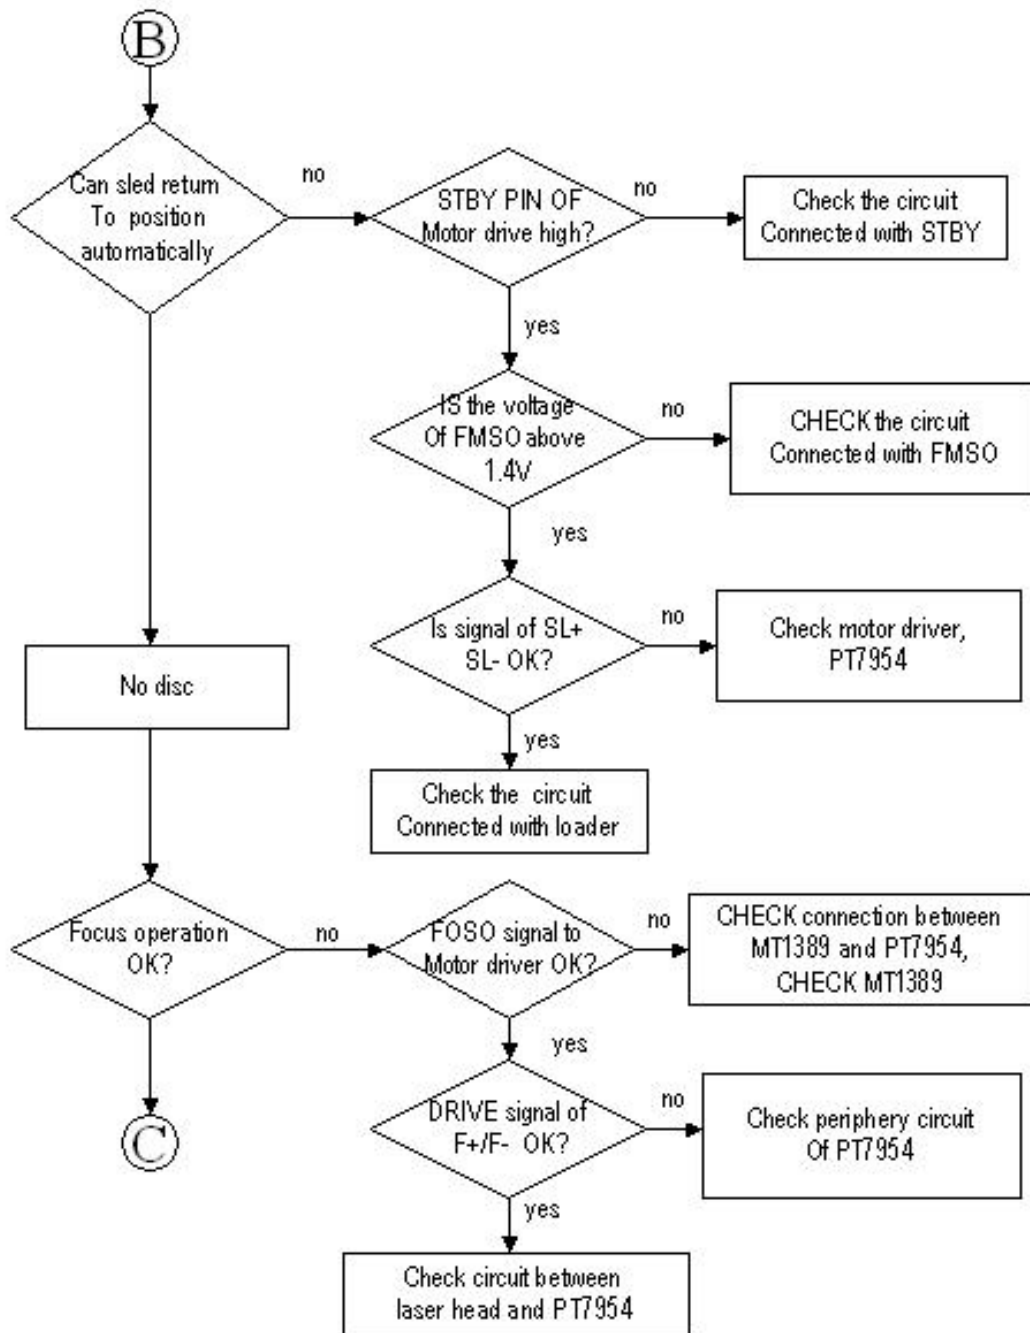 B
Can sled return
To position
automatically
no
STBY PIN OF
Motor drive high?
no
Check the circuit
Connected with STBY
yes
IS the voltage
Of FMSO above
1.4V
no
CHECK the circuit
Connected with FMSO
yes
Is signal of SL+
SL- OK?
no
Check motor driver,
PT7954
yes
Check the circuit
Connected with loader
No disc
Focus operation
OK?
no
FOSO signal to
Motor driver OK?
no
CHECK connection between
MT1389 and PT7954,
CHECK MT1389
yes
DRIVE signal of
F+/F- OK?
no
Check periphery circuit
Of PT7954
yes
Check circuit between
laser head and PT7954
C